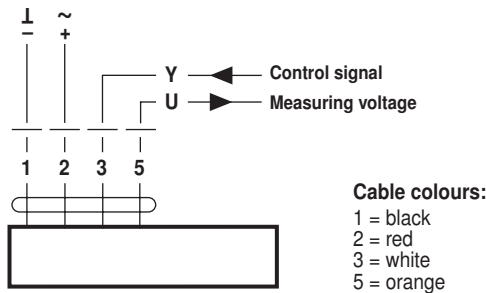 ⊥ ~
− +
Y Control signal
U Measuring voltage
1 2 3 5
Cable colours:
1 = black
2 = red
3 = white
5 = orange